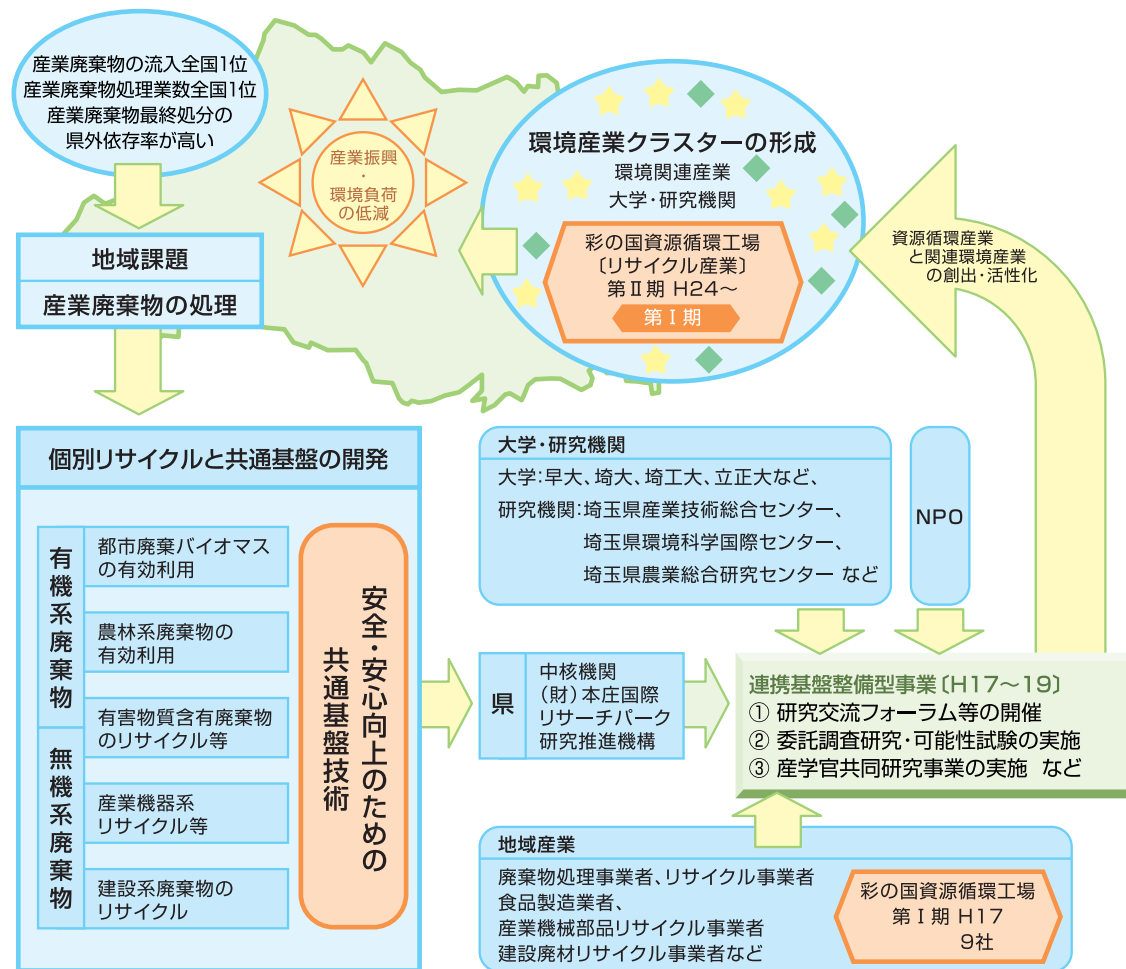 産業廃棄物の流入全国1位
産業廃棄物処理業数全国1位
産業廃棄物最終処分の
県外依存率が高い
産業振興
・
環境負荷
の低減
環境産業クラスターの形成
環境関連産業
大学・研究機関
彩の国資源循環工場
〔リサイクル産業〕
第Ⅱ期 H24～
第Ⅰ期
資源循環産業
と関連環境産業
の創出・活性化
地域課題
産業廃棄物の処理
個別リサイクルと共通基盤の開発
有機系廃棄物
都市廃棄バイオマス
の有効利用
農林系廃棄物の
有効利用
有害物質含有廃棄物
のリサイクル等
無機系廃棄物
産業機器系
リサイクル等
建設系廃棄物の
リサイクル
安全・安心向上のための
共通基盤技術
大学・研究機関
大学：早大、埼大、埼工大、立正大など、
研究機関：埼玉県産業技術総合センター、
埼玉県環境科学国際センター、
埼玉県農業総合研究センター など
NPO
県
中核機関
（財）本庄国際
リサーチパーク
研究推進機構
連携基盤整備型事業〔H17～19〕
① 研究交流フォーラム等の開催
② 委託調査研究・可能性試験の実施
③ 産学官共同研究事業の実施 など
地域産業
廃棄物処理事業者、リサイクル事業者
食品製造業者、
産業機械部品リサイクル事業者
建設廃材リサイクル事業者など
彩の国資源循環工場
第Ⅰ期 H17
9社